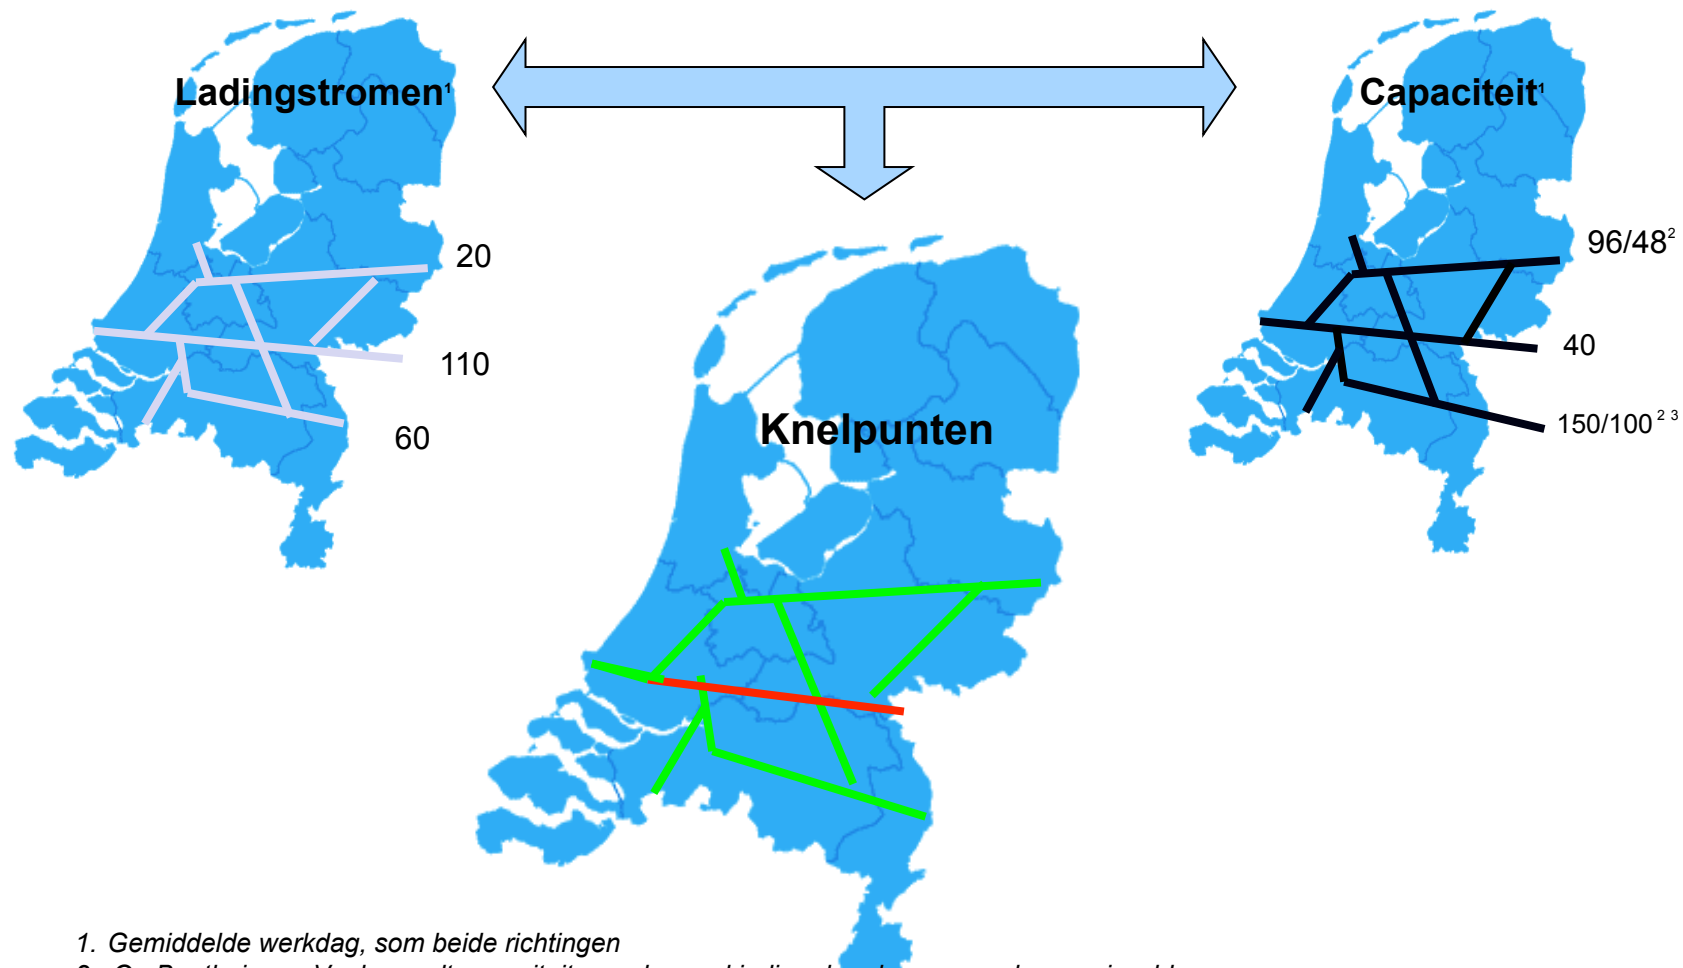 Ladingstromen¹
Capaciteit¹
20
110
60
96/48²
40
150/100² ³
Knelpunten
1. Gemiddelde werkdag, som beide richtingen